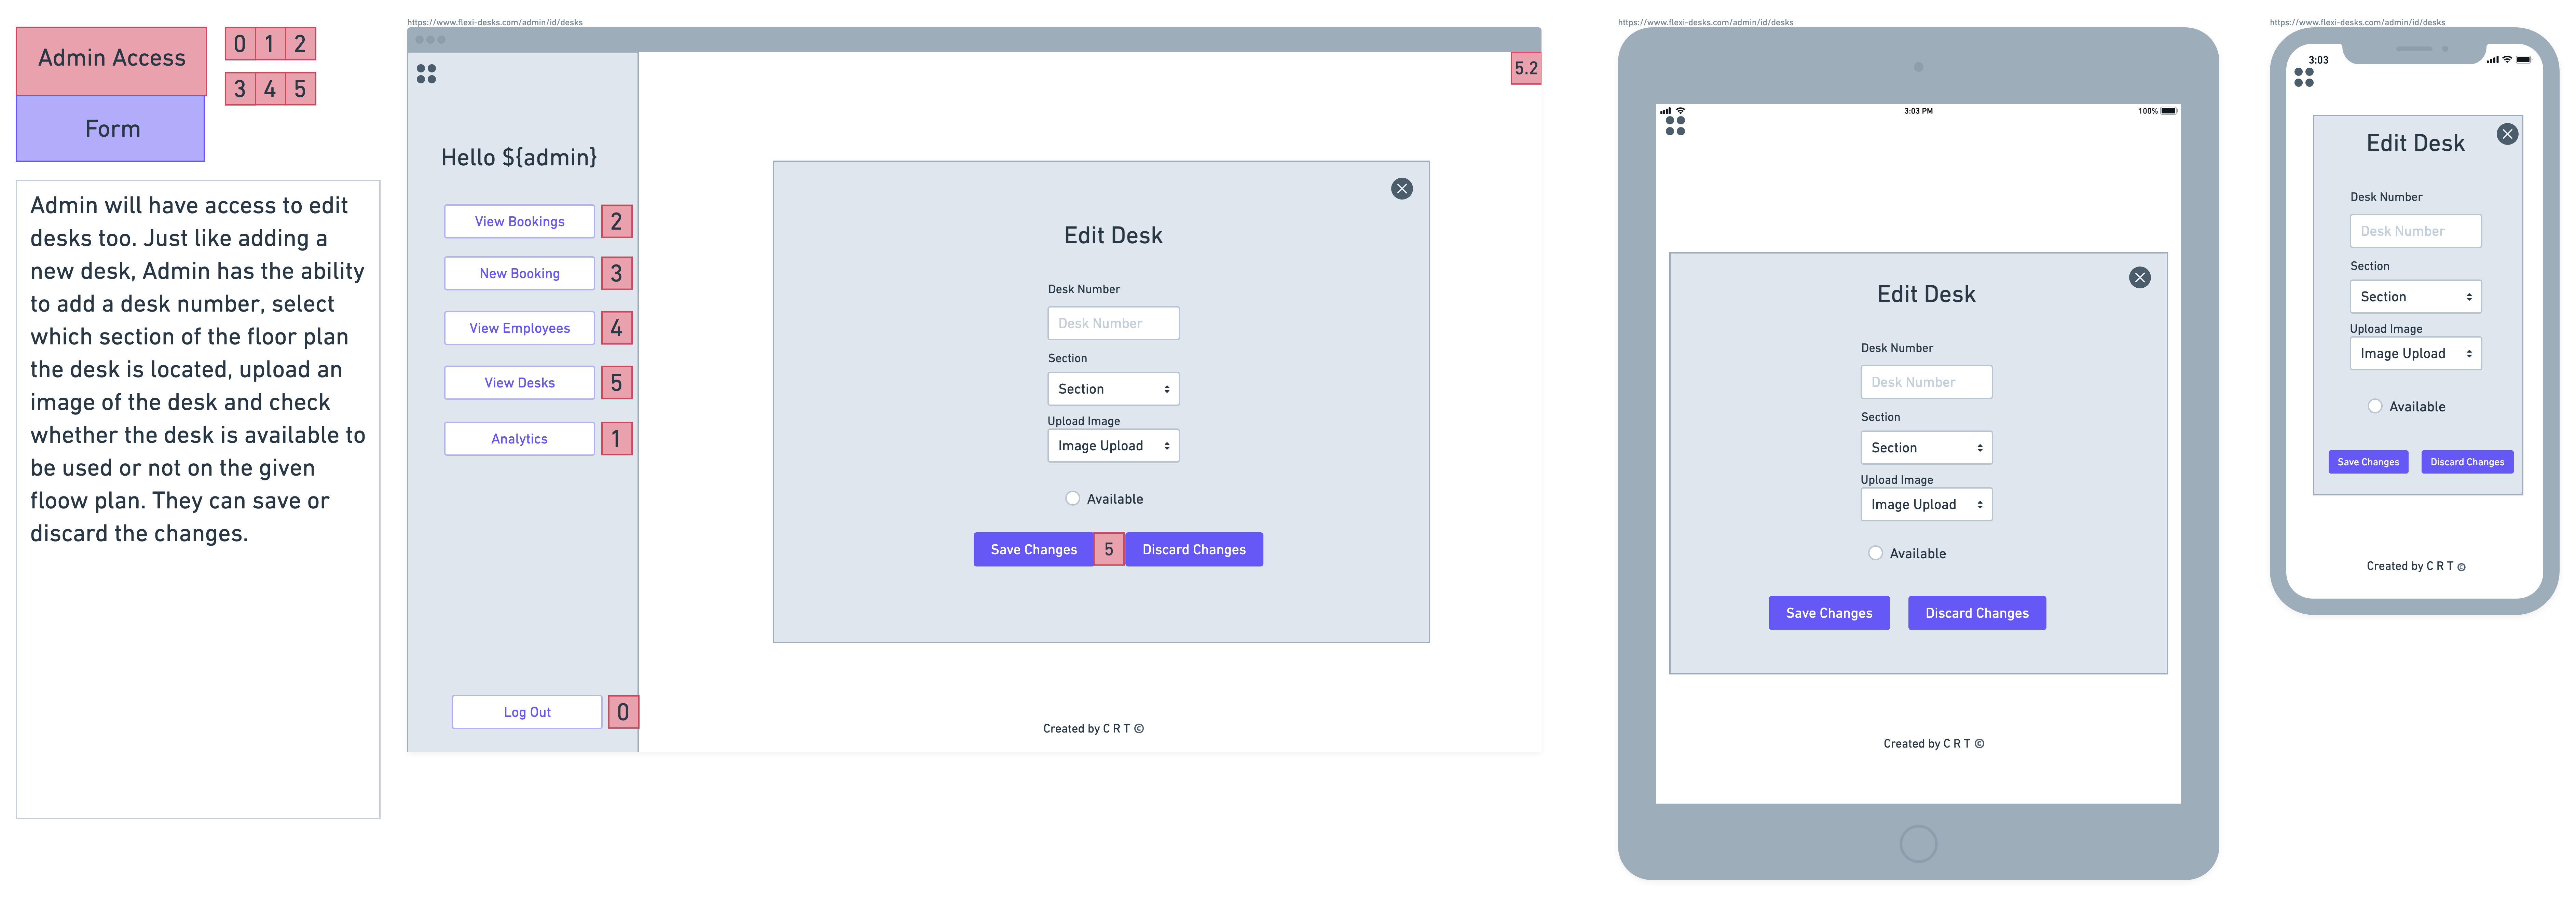 Admin Access
0 1 2
3 4 5
Form
Admin will have access to edit
desks too. Just like adding a
new desk, Admin has the ability
to add a desk number, select
which section of the floor plan
the desk is located, upload an
image of the desk and check
whether the desk is available to
be used or not on the given
floow plan. They can save or
discard the changes.
https://www.flexi-desks.com/admin/id/desks
5.2
Hello ${admin}
View Bookings 2
New Booking 3
View Employees 4
View Desks 5
Analytics 1
Log Out 0
Edit Desk
Desk Number
Desk Number
Section
Section
Upload Image
Image Upload
Available
Save Changes 5 Discard Changes
Created by C R T ©
https://www.flexi-desks.com/admin/id/desks
3:03 PM
100%
Edit Desk
Desk Number
Desk Number
Section
Section
Upload Image
Image Upload
Available
Save Changes Discard Changes
Created by C R T ©
https://www.flexi-desks.com/admin/id/desks
3:03
Edit Desk
Desk Number
Desk Number
Section
Section
Upload Image
Image Upload
Available
Save Changes Discard Changes
Created by C R T ©